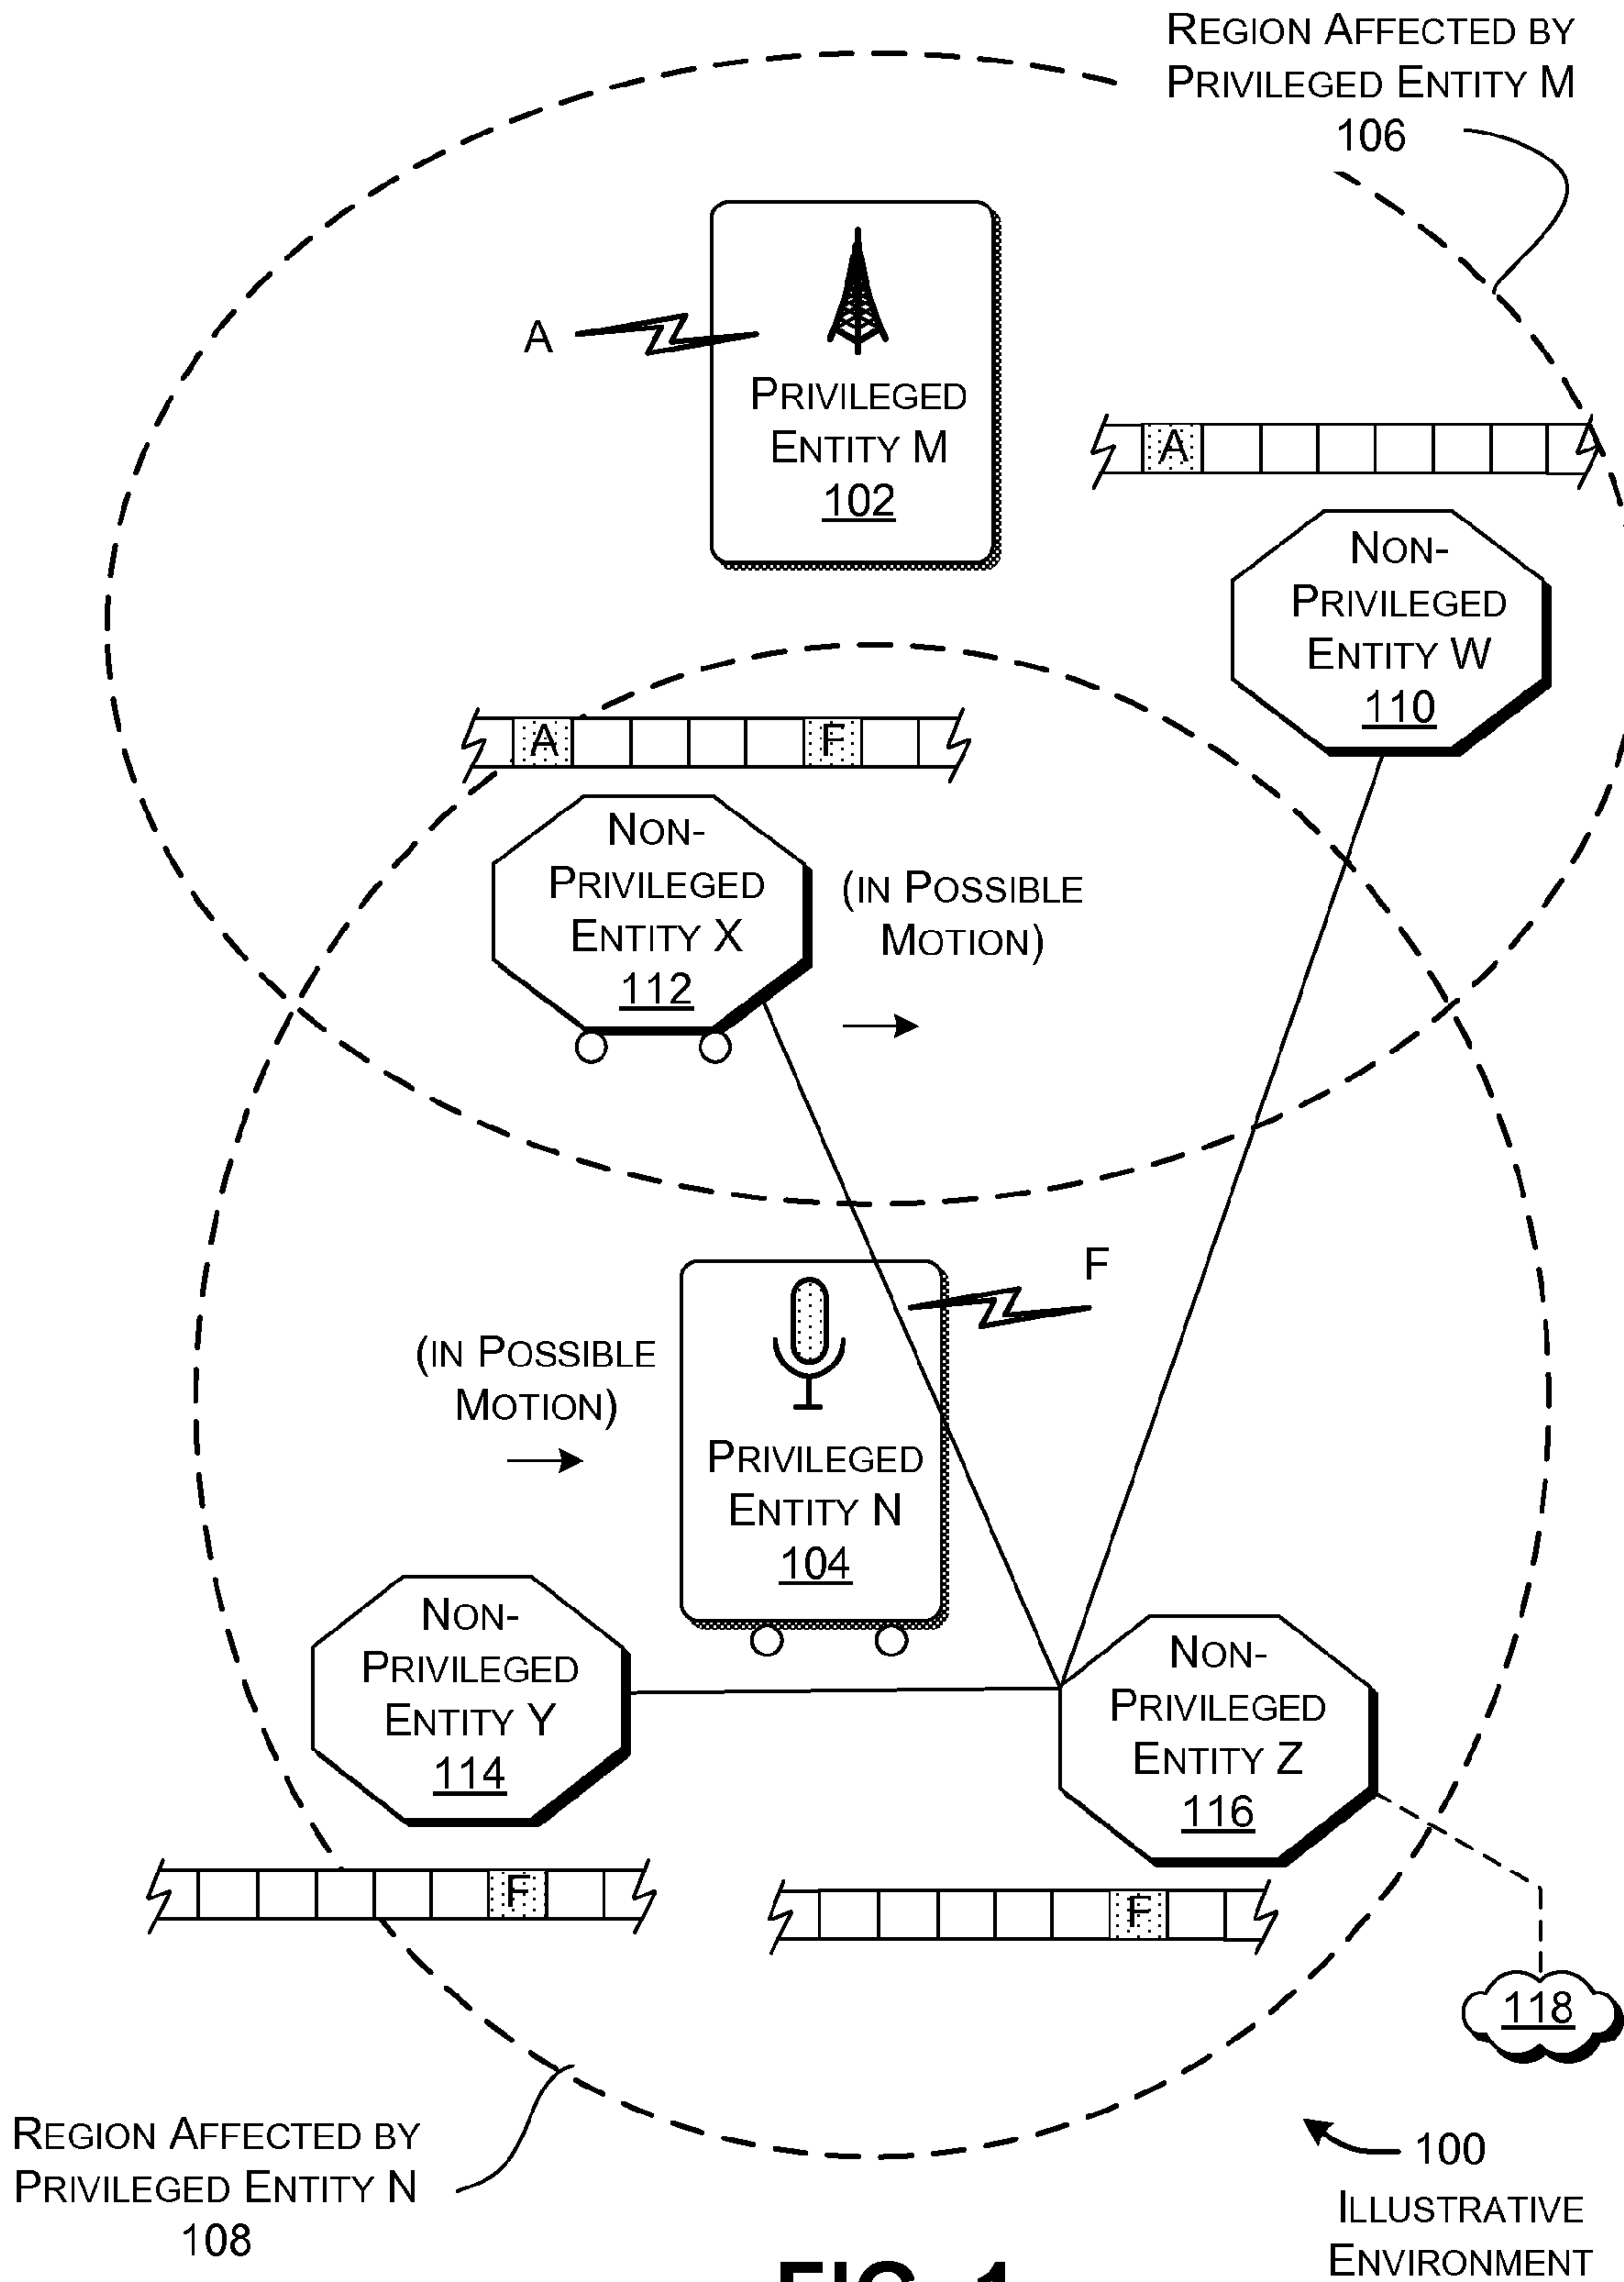 REGION AFFECTED BY
PRIVILEGED ENTITY M
106
A
PRIVILEGED
ENTITY M
102
A
NON-
PRIVILEGED
ENTITY W
110
A F
NON-
PRIVILEGED
ENTITY X
112
(IN POSSIBLE
MOTION)
F
(IN POSSIBLE
MOTION)
PRIVILEGED
ENTITY N
104
NON-
PRIVILEGED
ENTITY Y
114
NON-
PRIVILEGED
ENTITY Z
116
F
F
118
REGION AFFECTED BY
PRIVILEGED ENTITY N
108
100
ILLUSTRATIVE
ENVIRONMENT
FIG. 1